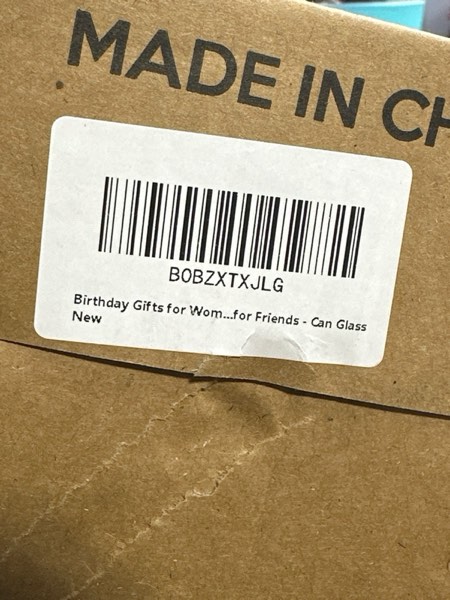 MADE IN CH
B0BZXTXJLG
Birthday Gifts for Wom...for Friends - Can Glass
New